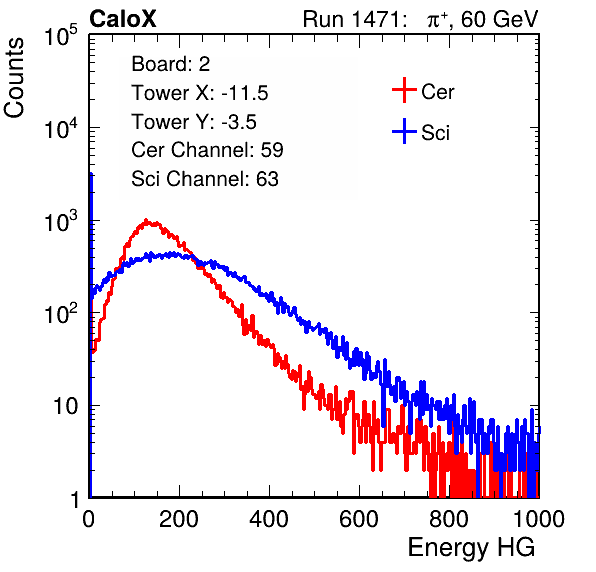 CaloX Run 1471: π⁺, 60 GeV
Counts
10⁵
10⁴
10³
10²
10
1
Board: 2
Tower X: -11.5
Tower Y: -3.5
Cer Channel: 59
Sci Channel: 63
Cer
Sci
0 200 400 600 800 1000
Energy HG